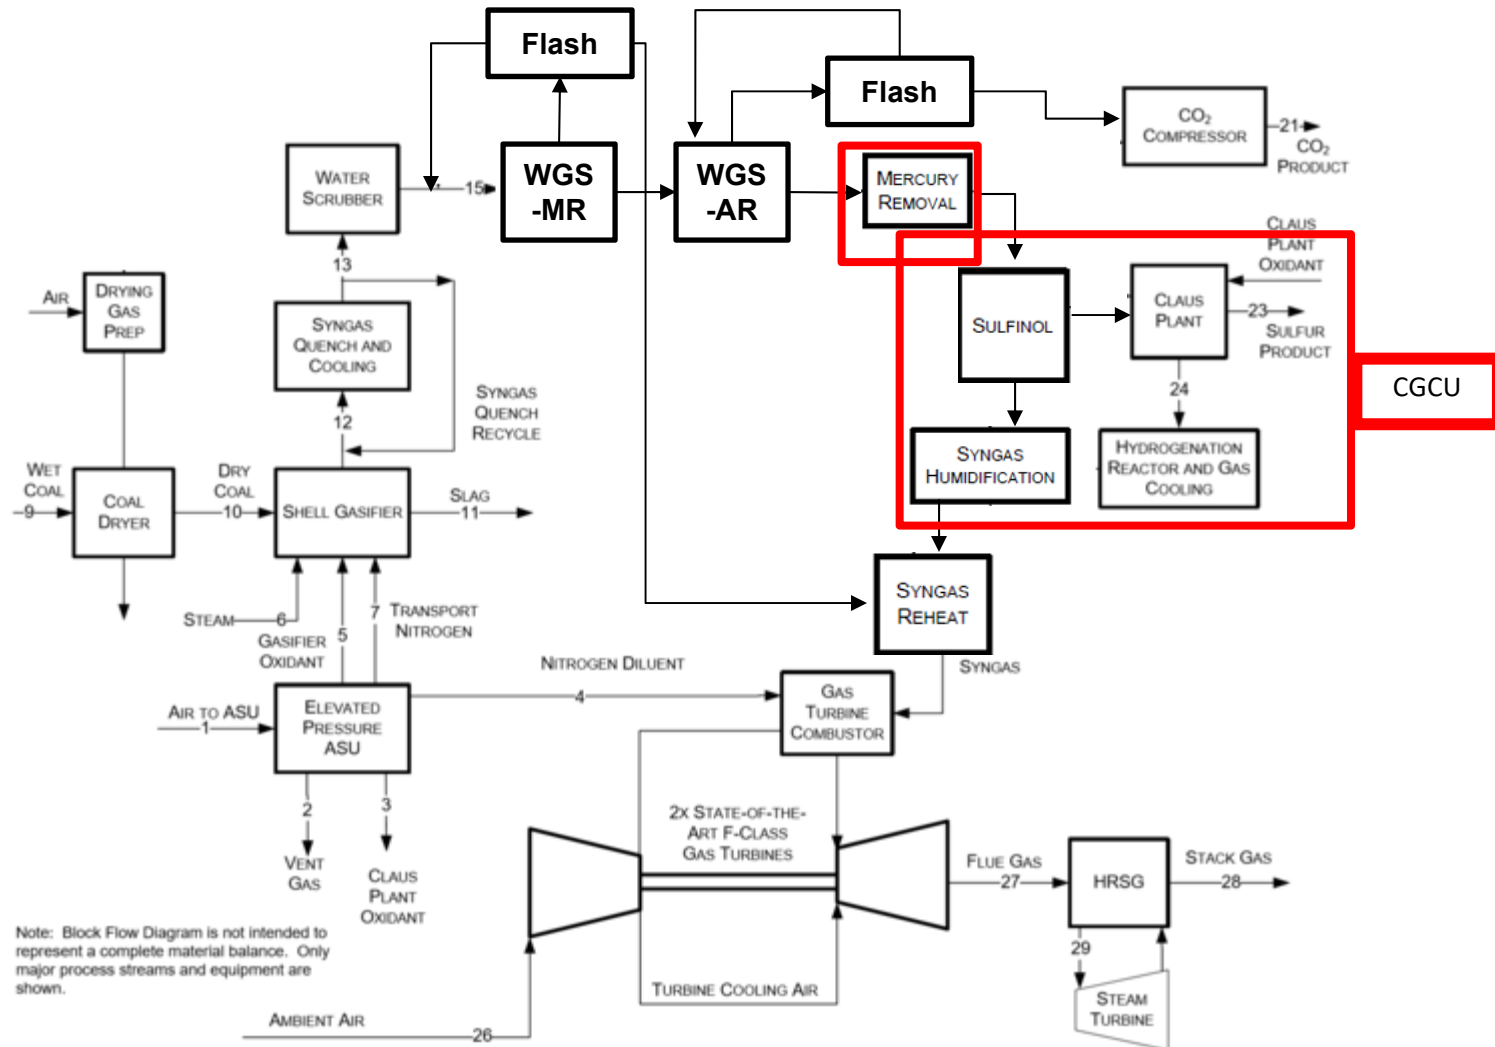 Flash
Flash
CO2
COMPRESSOR
21
CO2
PRODUCT
WATER
SCRUBBER
15
WGS
-MR
WGS
-AR
MERCURY
REMOVAL
CLAUS
PLANT
OXIDANT
13
AIR
DRYING
GAS
PREP
SYNGAS
QUENCH AND
COOLING
SULFINOL
CLAUS
PLANT
23
SULFUR
PRODUCT
CGCU
12
SYNGAS
QUENCH
RECYCLE
24
WET
COAL
9
COAL
DRYER
DRY
COAL
10
SHELL GASIFIER
SLAG
11
SYNGAS
HUMIDIFICATION
HYDROGENATION
REACTOR AND GAS
COOLING
STEAM
6
GASIFIER
OXIDANT
5
7
TRANSPORT
NITROGEN
SYNGAS
REHEAT
SYNGAS
NITROGEN DILUENT
4
GAS
TURBINE
COMBUSTOR
AIR TO ASU
1
ELEVATED
PRESSURE
ASU
2
3
VENT
GAS
CLAUS
PLANT
OXIDANT
2X STATE-OF-THE-
ART F-CLASS
GAS TURBINES
FLUE GAS
27
HRSG
STACK GAS
28
29
STEAM
TURBINE
TURBINE COOLING AIR
AMBIENT AIR
26
Note: Block Flow Diagram is not intended to
represent a complete material balance. Only
major process streams and equipment are
shown.